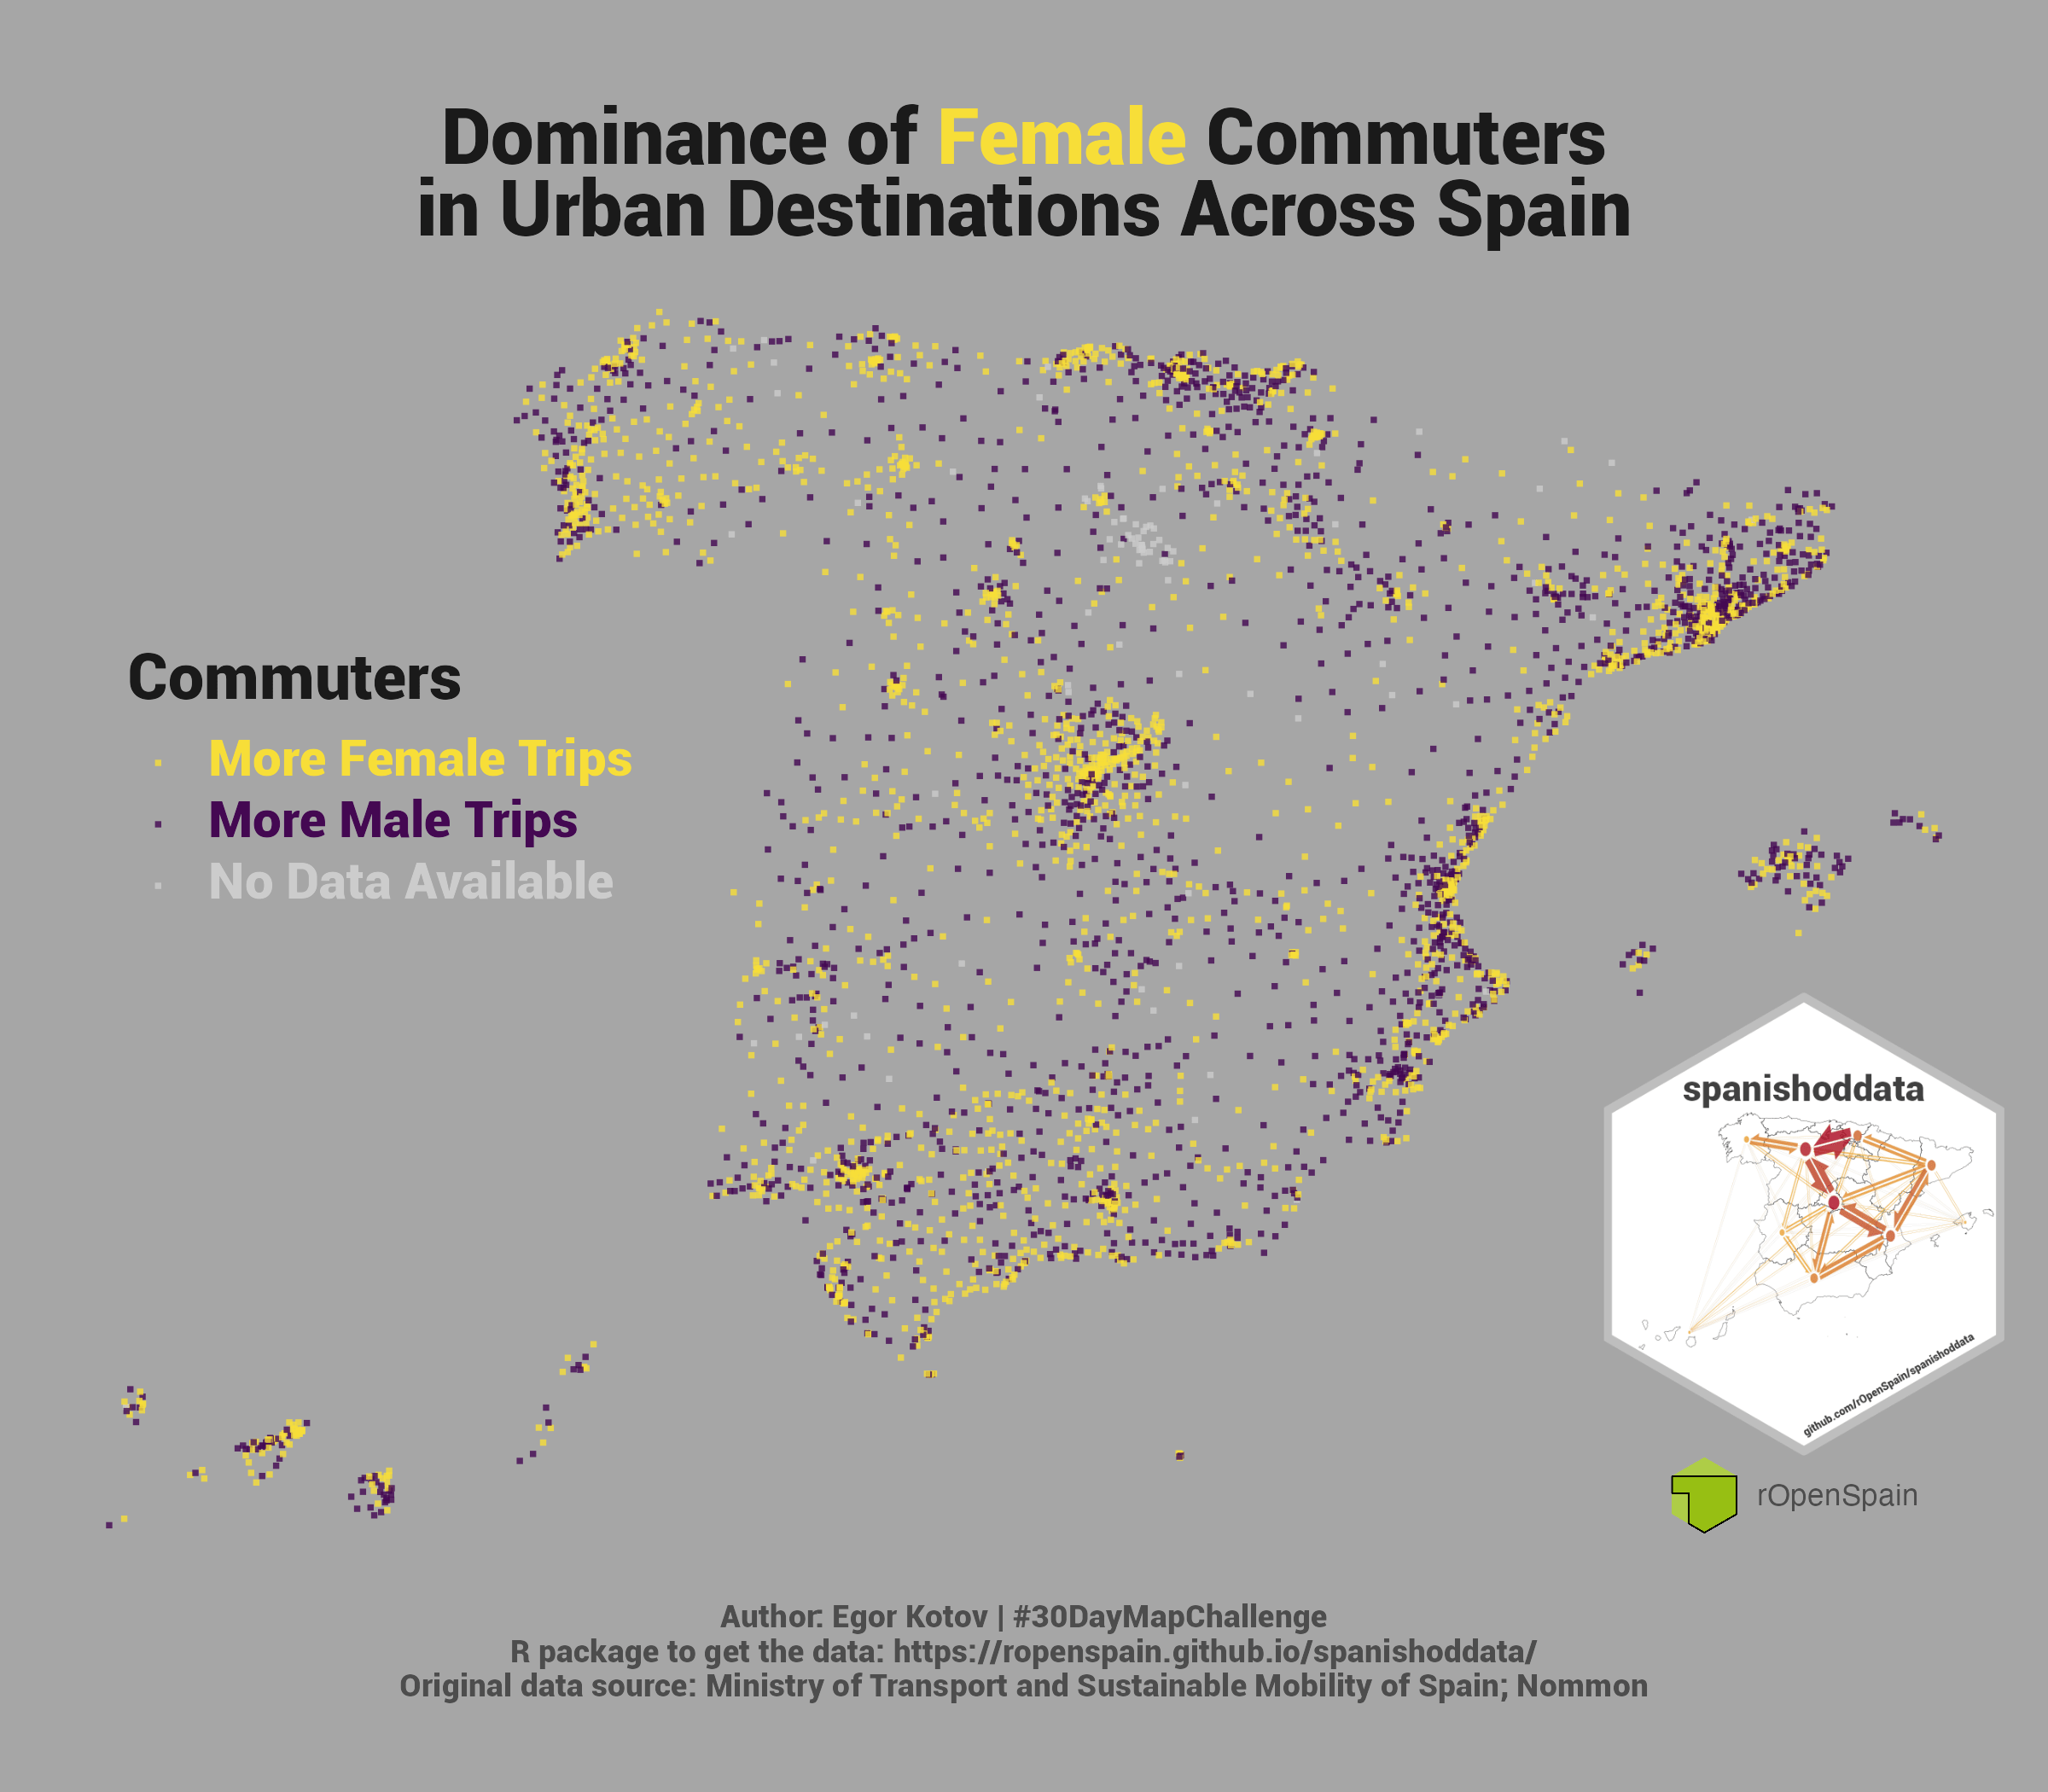 Dominance of Female Commuters
in Urban Destinations Across Spain
Commuters
More Female Trips
More Male Trips
No Data Available
spanishoddata
github.com/rOpenSpain/spanishoddata
rOpenSpain
Author: Egor Kotov | #30DayMapChallenge
R package to get the data: https://ropenspain.github.io/spanishoddata/
Original data source: Ministry of Transport and Sustainable Mobility of Spain; Nommon